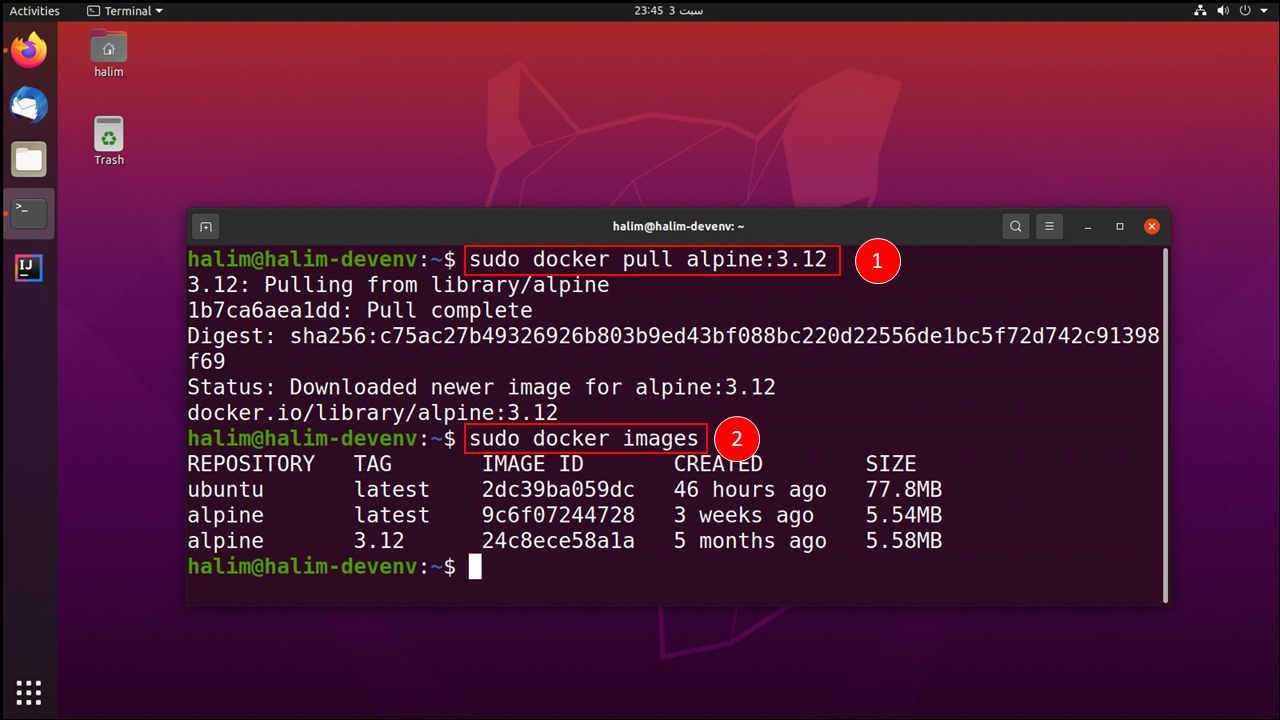 Activities
Terminal
سبت 3 23:45
halim
Trash
halim@halim-devenv: ~
halim@halim-devenv:~$ sudo docker pull alpine:3.12
1
3.12: Pulling from library/alpine
1b7ca6aea1dd: Pull complete
Digest: sha256:c75ac27b49326926b803b9ed43bf088bc220d22556de1bc5f72d742c91398
f69
Status: Downloaded newer image for alpine:3.12
docker.io/library/alpine:3.12
halim@halim-devenv:~$ sudo docker images
2
REPOSITORY TAG IMAGE ID CREATED SIZE
ubuntu latest 2dc39ba059dc 46 hours ago 77.8MB
alpine latest 9c6f07244728 3 weeks ago 5.54MB
alpine 3.12 24c8ece58a1a 5 months ago 5.58MB
halim@halim-devenv:~$
>_
IJ